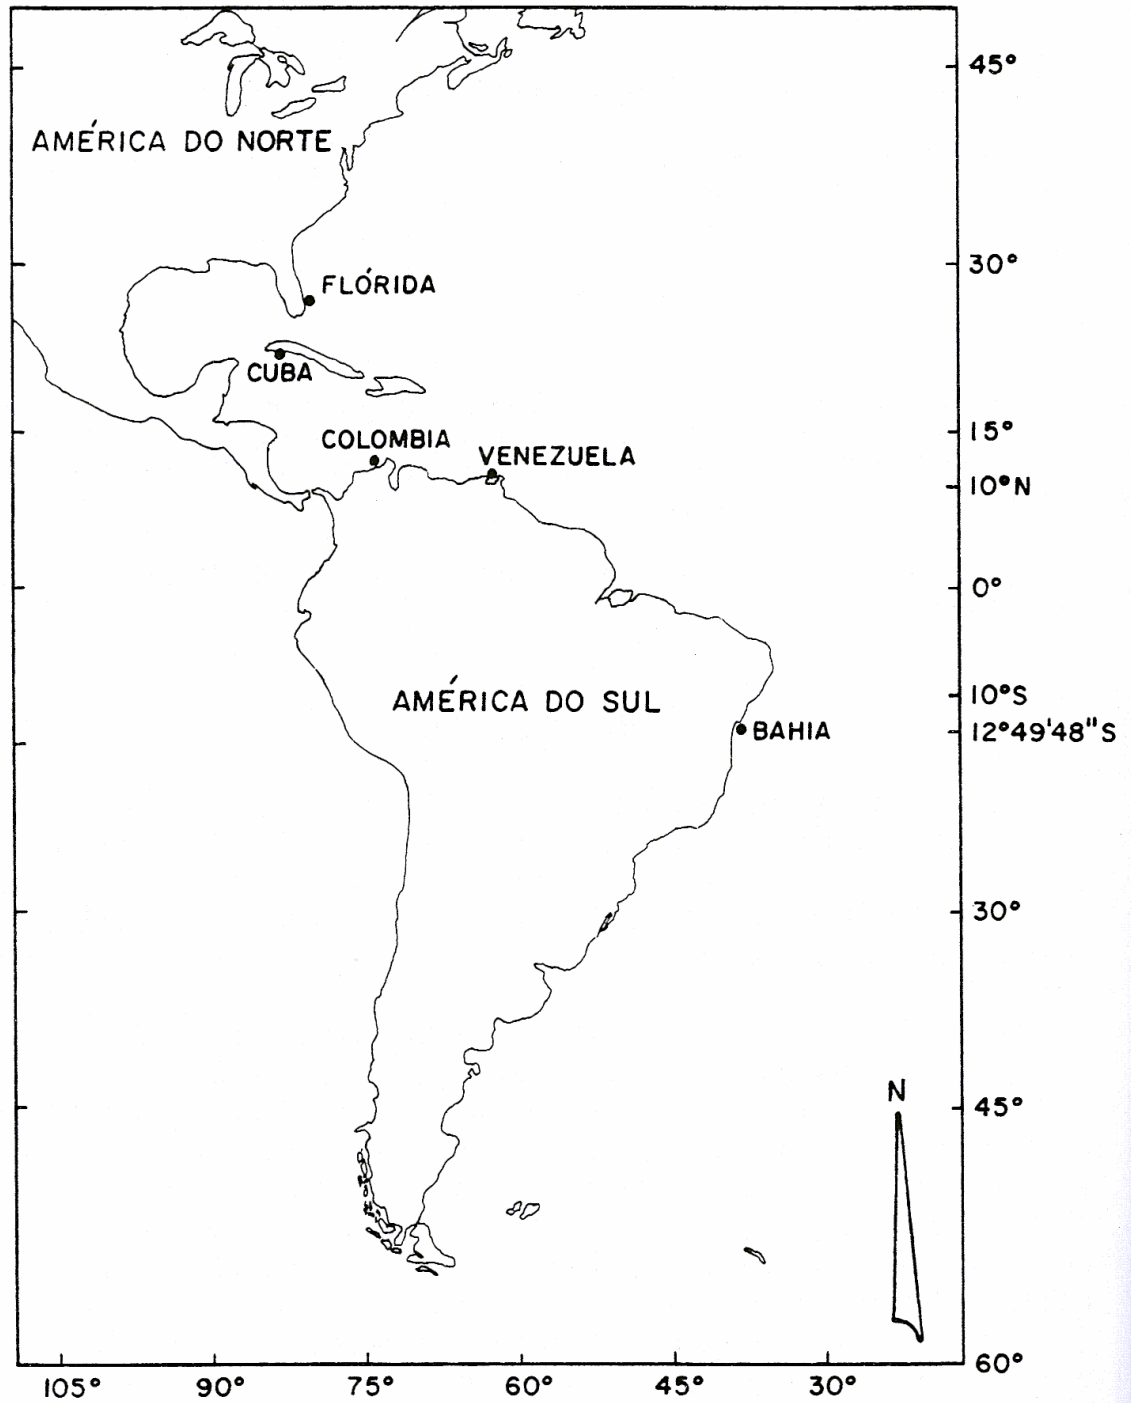 45°
AMÉRICA DO NORTE
30°
FLÓRIDA
CUBA
15°
COLOMBIA
VENEZUELA
10°N
0°
10°S
AMÉRICA DO SUL
BAHIA
12°49'48"S
30°
N
45°
60°
105° 90° 75° 60° 45° 30°